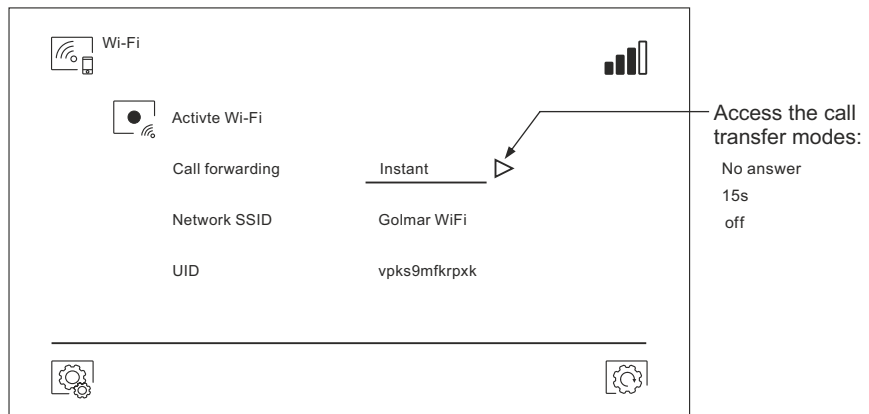 Wi-Fi
Activte Wi-Fi
Call forwarding Instant
Network SSID Golmar WiFi
UID vpks9mfkrpxk
Access the call
transfer modes:
No answer
15s
off